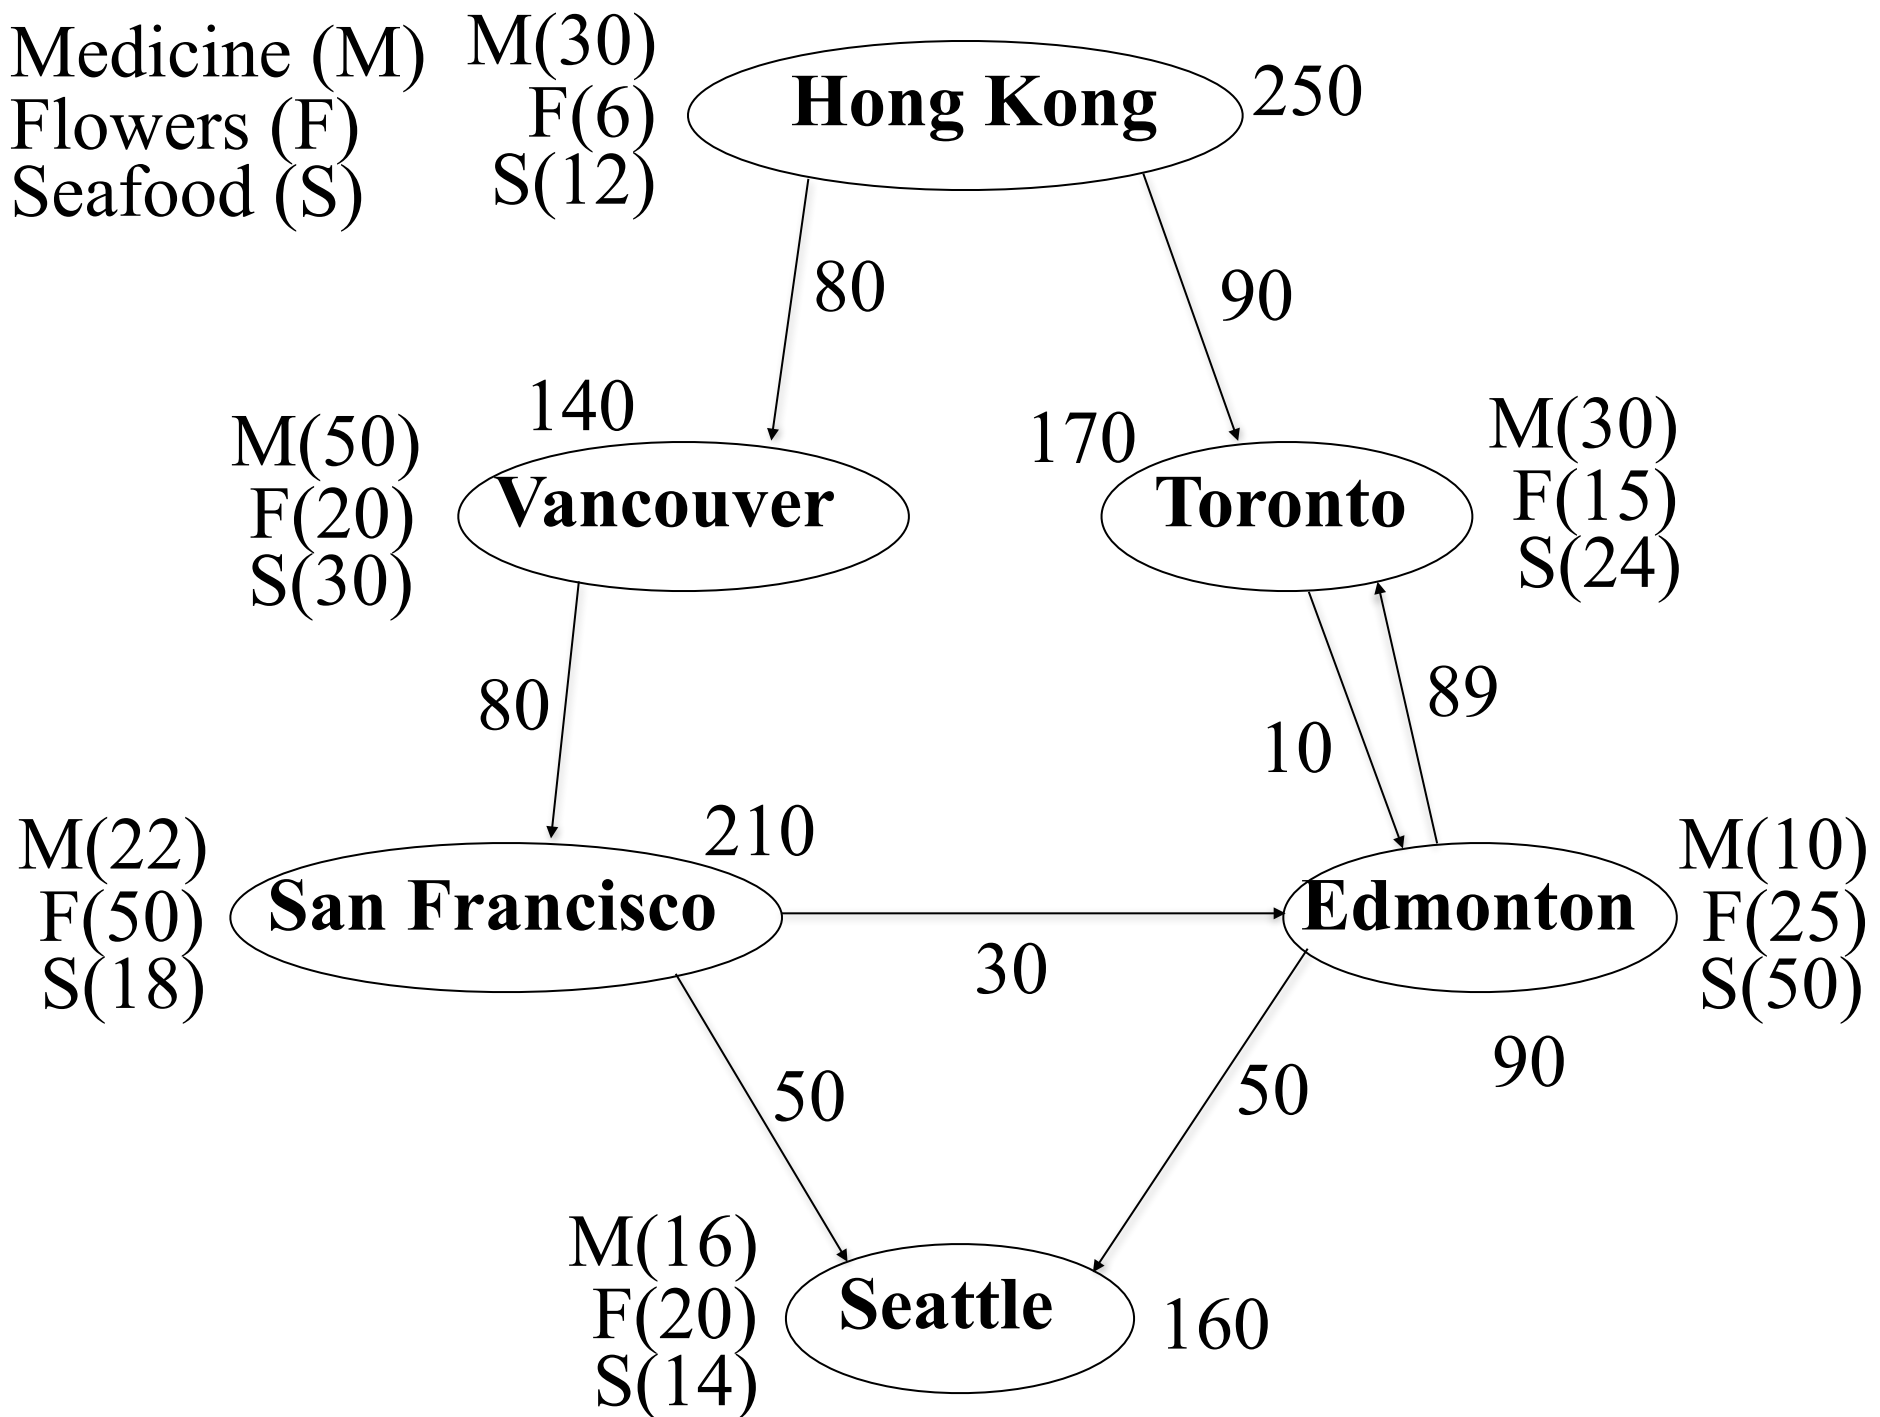 Medicine (M)
Flowers (F)
Seafood (S)
M(30)
F(6)
S(12)
Hong Kong
250
80
90
140
M(50)
F(20)
S(30)
Vancouver
170
Toronto
M(30)
F(15)
S(24)
80
10
89
M(22)
F(50)
S(18)
San Francisco
210
30
Edmonton
M(10)
F(25)
S(50)
90
50
50
M(16)
F(20)
S(14)
Seattle
160